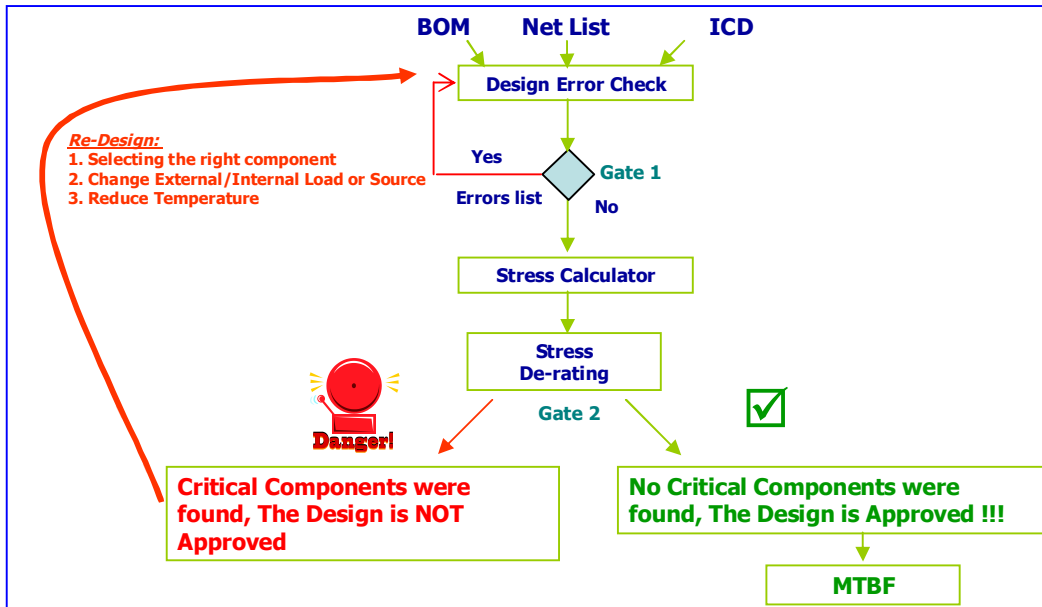 BOM Net List ICD
Design Error Check
Re-Design:
1. Selecting the right component
2. Change External/Internal Load or Source
3. Reduce Temperature
Yes
Gate 1
Errors list
No
Stress Calculator
Stress
De-rating
Gate 2
Danger!
Critical Components were
found, The Design is NOT
Approved
No Critical Components were
found, The Design is Approved !!!
MTBF